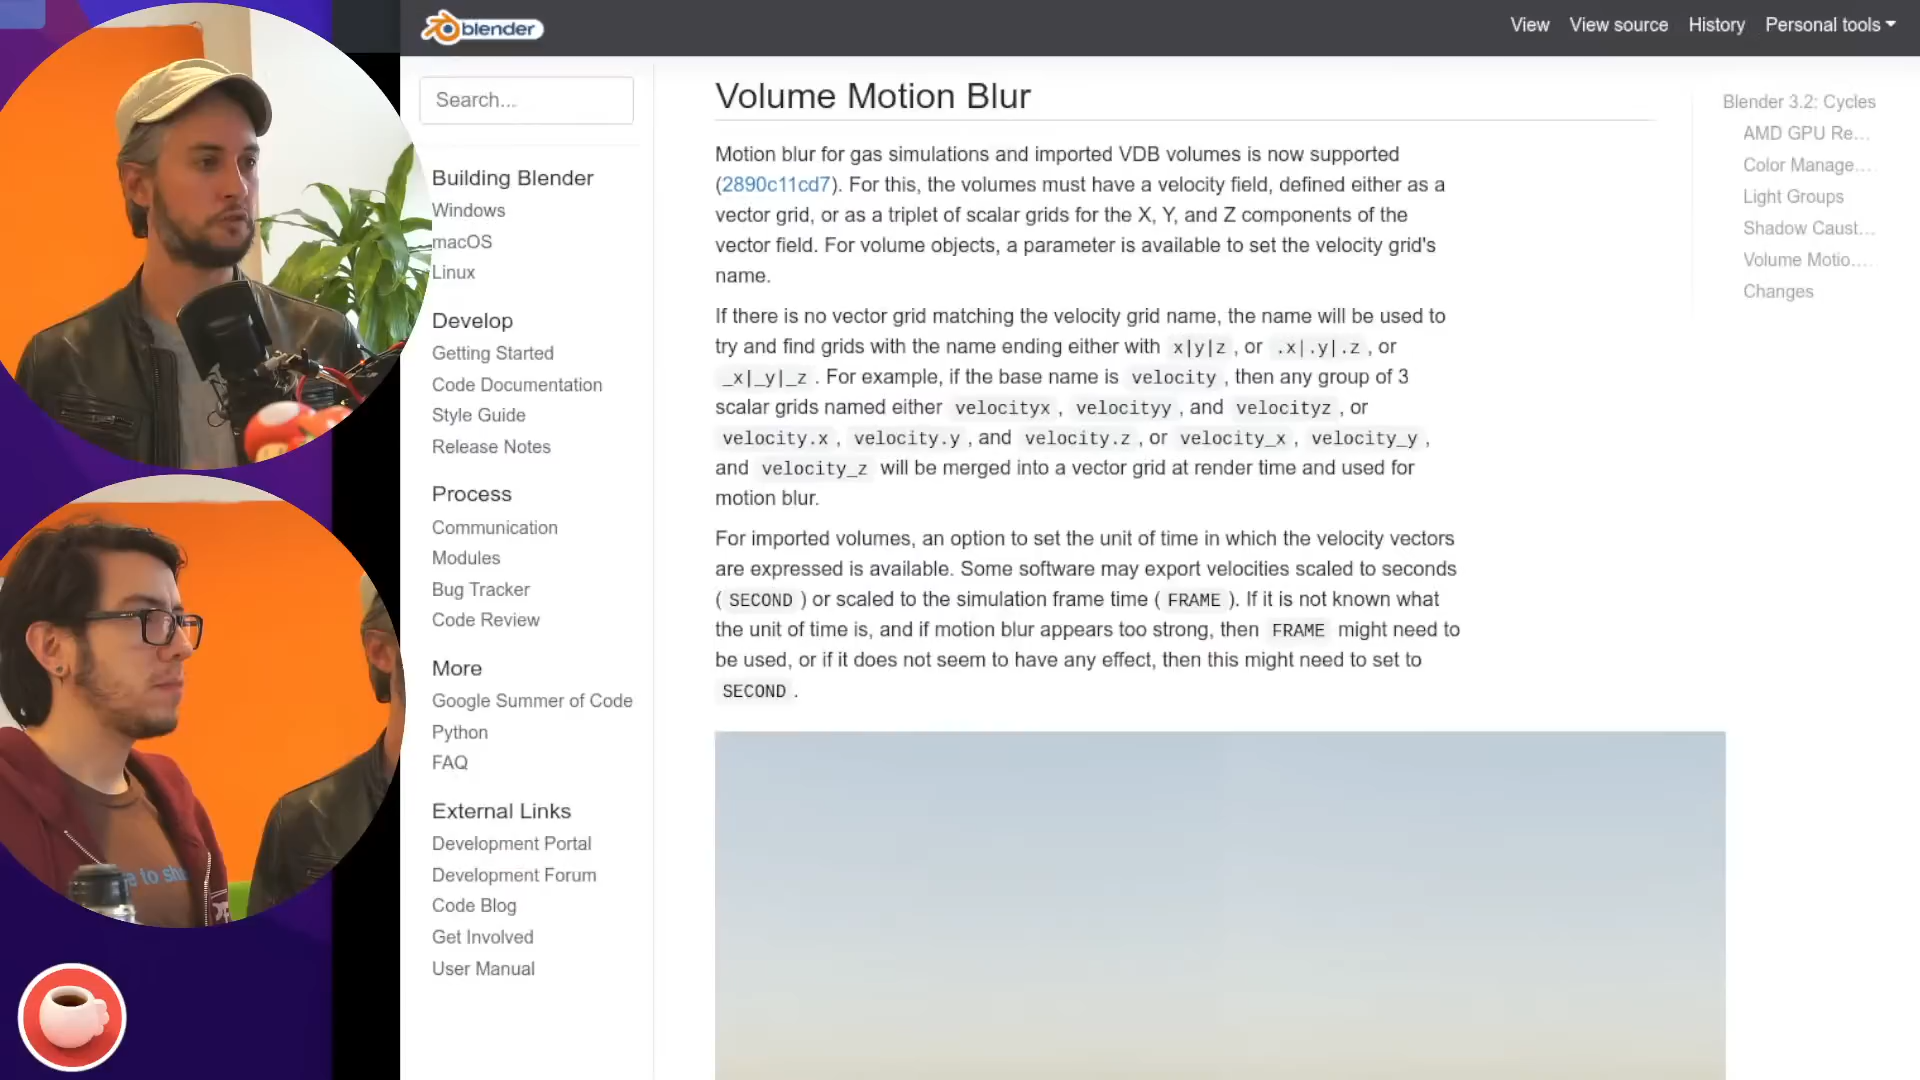 blender
View View source History Personal tools
Search...
Building Blender
Windows
macOS
Linux
Develop
Getting Started
Code Documentation
Style Guide
Release Notes
Process
Communication
Modules
Bug Tracker
Code Review
More
Google Summer of Code
Python
FAQ
External Links
Development Portal
Development Forum
Code Blog
Get Involved
User Manual
Volume Motion Blur
Motion blur for gas simulations and imported VDB volumes is now supported
(2890c11cd7). For this, the volumes must have a velocity field, defined either as a
vector grid, or as a triplet of scalar grids for the X, Y, and Z components of the
vector field. For volume objects, a parameter is available to set the velocity grid's
name.
If there is no vector grid matching the velocity grid name, the name will be used to
try and find grids with the name ending either with x|y|z , or .x|.y|.z , or
_x|_y|_z . For example, if the base name is velocity , then any group of 3
scalar grids named either velocityx , velocityy , and velocityz , or
velocity.x , velocity.y , and velocity.z , or velocity_x , velocity_y ,
and velocity_z will be merged into a vector grid at render time and used for
motion blur.
For imported volumes, an option to set the unit of time in which the velocity vectors
are expressed is available. Some software may export velocities scaled to seconds
( SECOND ) or scaled to the simulation frame time ( FRAME ). If it is not known what
the unit of time is, and if motion blur appears too strong, then FRAME might need to
be used, or if it does not seem to have any effect, then this might need to set to
SECOND .
Blender 3.2: Cycles
AMD GPU Re...
Color Manage...
Light Groups
Shadow Caust...
Volume Motio...
Changes
to